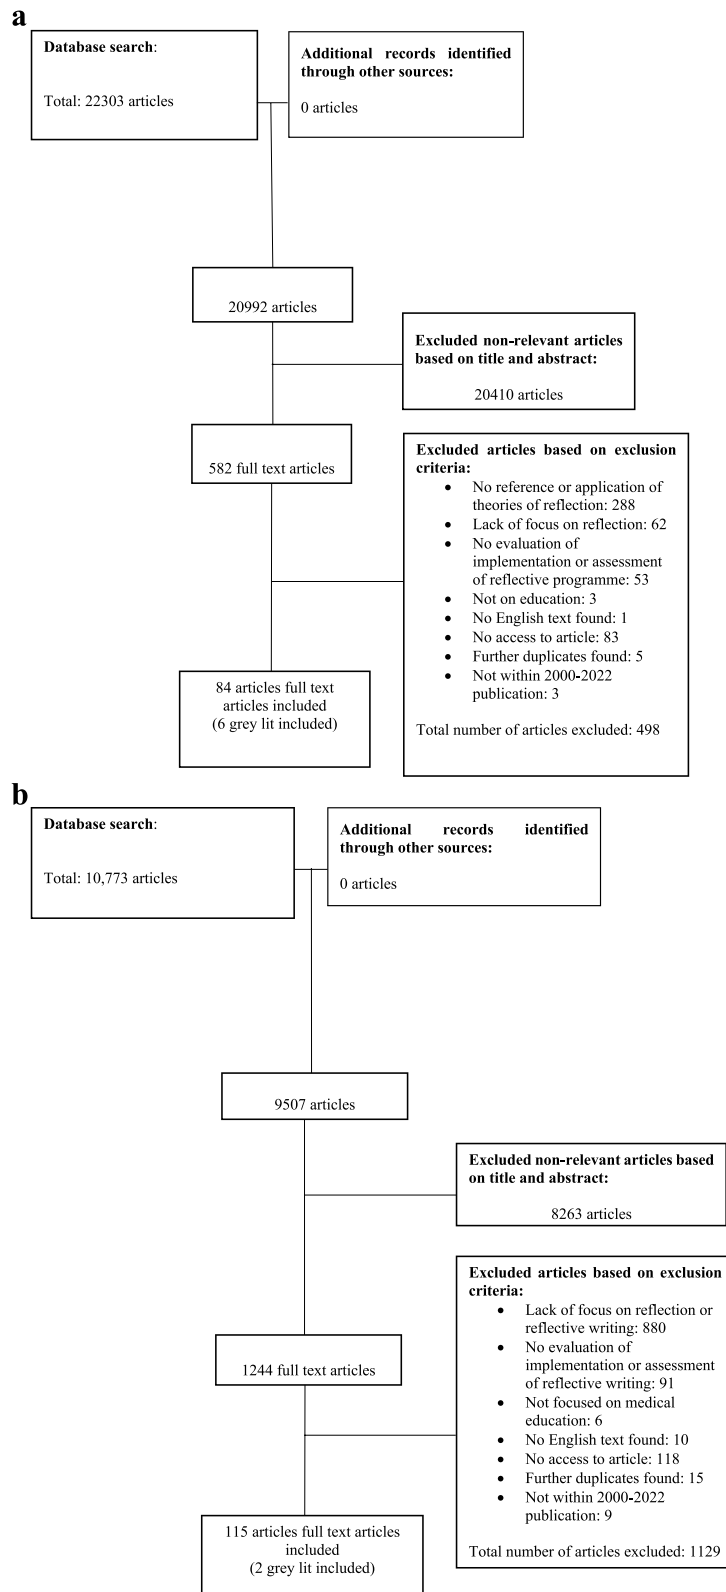 a
Database search:
Total: 22303 articles
Additional records identified
through other sources:
0 articles
20992 articles
Excluded non-relevant articles
based on title and abstract:
20410 articles
582 full text articles
Excluded articles based on exclusion
criteria:
• No reference or application of
theories of reflection: 288
• Lack of focus on reflection: 62
• No evaluation of
implementation or assessment
of reflective programme: 53
• Not on education: 3
• No English text found: 1
• No access to article: 83
• Further duplicates found: 5
• Not within 2000-2022
publication: 3
Total number of articles excluded: 498
84 articles full text
articles included
(6 grey lit included)
b
Database search:
Total: 10,773 articles
Additional records identified
through other sources:
0 articles
9507 articles
Excluded non-relevant articles based
on title and abstract:
8263 articles
1244 full text articles
Excluded articles based on exclusion
criteria:
• Lack of focus on reflection or
reflective writing: 880
• No evaluation of
implementation or assessment
of reflective writing: 91
• Not focused on medical
education: 6
• No English text found: 10
• No access to article: 118
• Further duplicates found: 15
• Not within 2000-2022
publication: 9
Total number of articles excluded: 1129
115 articles full text articles
included
(2 grey lit included)